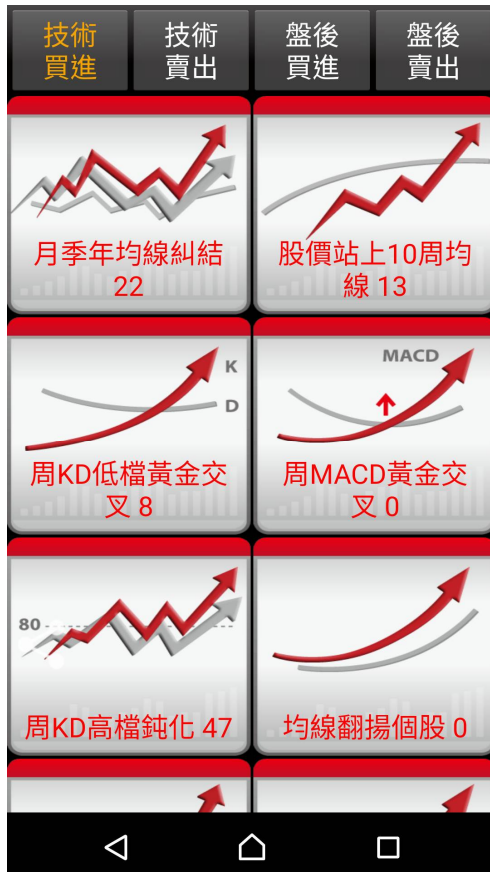 技術 技術 盤後 盤後
買進 賣出 買進 賣出
月季年均線糾結
22
股價站上10周均
線 13
K
D
周KD低檔黃金交
叉 8
MACD
周MACD黃金交
叉 0
80
周KD高檔鈍化 47
均線翻揚個股 0